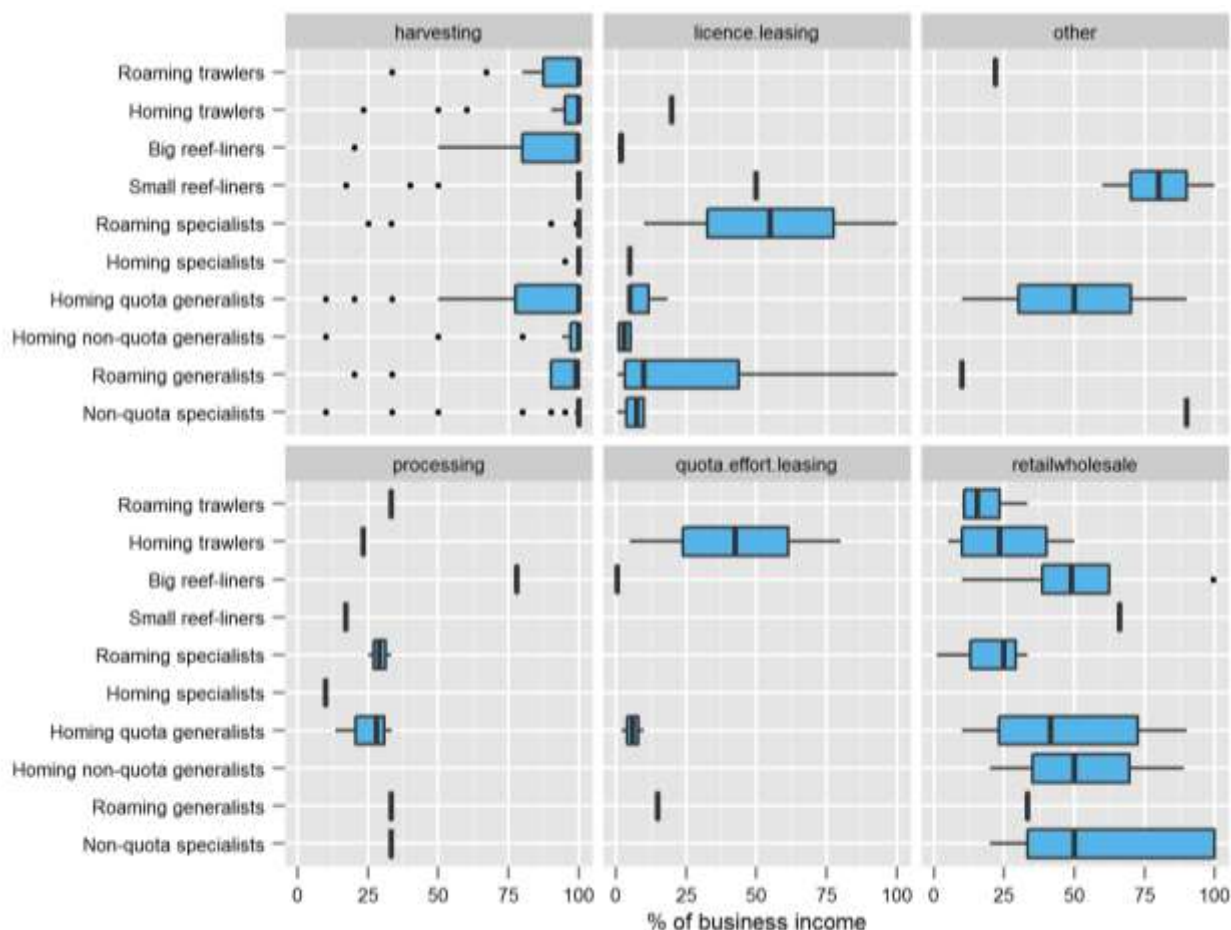 harvesting licence.leasing other
Roaming trawlers
Homing trawlers
Big reef-liners
Small reef-liners
Roaming specialists
Homing specialists
Homing quota generalists
Homing non-quota generalists
Roaming generalists
Non-quota specialists
processing quota.effort.leasing retailwholesale
Roaming trawlers
Homing trawlers
Big reef-liners
Small reef-liners
Roaming specialists
Homing specialists
Homing quota generalists
Homing non-quota generalists
Roaming generalists
Non-quota specialists
0 25 50 75 100 0 25 50 75 100 0 25 50 75 100
% of business income